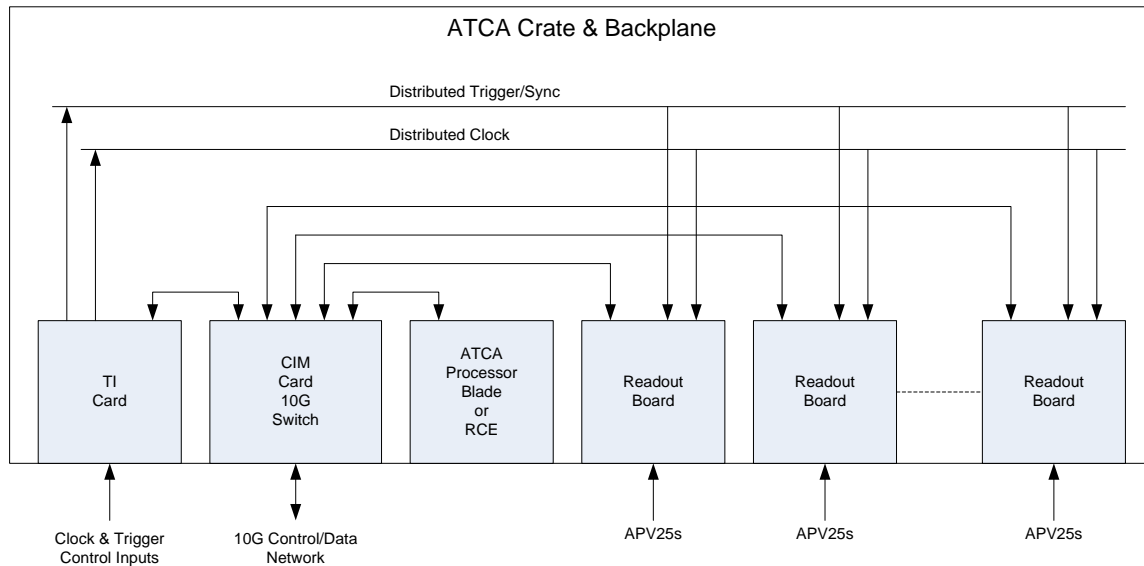 ATCA Crate & Backplane
Distributed Trigger/Sync
Distributed Clock
TI
Card
CIM
Card
10G
Switch
ATCA
Processor
Blade
or
RCE
Readout
Board
Readout
Board
Readout
Board
Clock & Trigger
Control Inputs
10G Control/Data
Network
APV25s
APV25s
APV25s